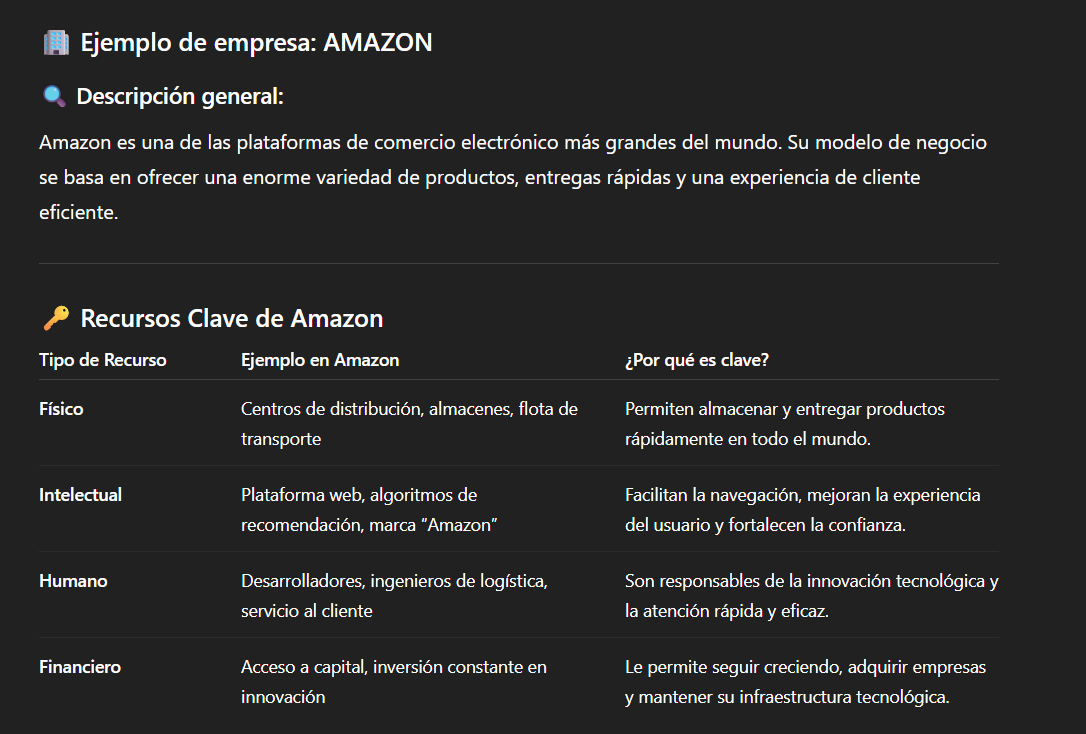 Ejemplo de empresa: AMAZON
Descripción general:
Amazon es una de las plataformas de comercio electrónico más grandes del mundo. Su modelo de negocio
se basa en ofrecer una enorme variedad de productos, entregas rápidas y una experiencia de cliente
eficiente.
Recursos Clave de Amazon
Tipo de Recurso Ejemplo en Amazon ¿Por qué es clave?
Físico Centros de distribución, almacenes, flota de Permiten almacenar y entregar productos
transporte rápidamente en todo el mundo.
Intelectual Plataforma web, algoritmos de Facilitan la navegación, mejoran la experiencia
recomendación, marca “Amazon” del usuario y fortalecen la confianza.
Humano Desarrolladores, ingenieros de logística, Son responsables de la innovación tecnológica y
servicio al cliente la atención rápida y eficaz.
Financiero Acceso a capital, inversión constante en Le permite seguir creciendo, adquirir empresas
innovación y mantener su infraestructura tecnológica.